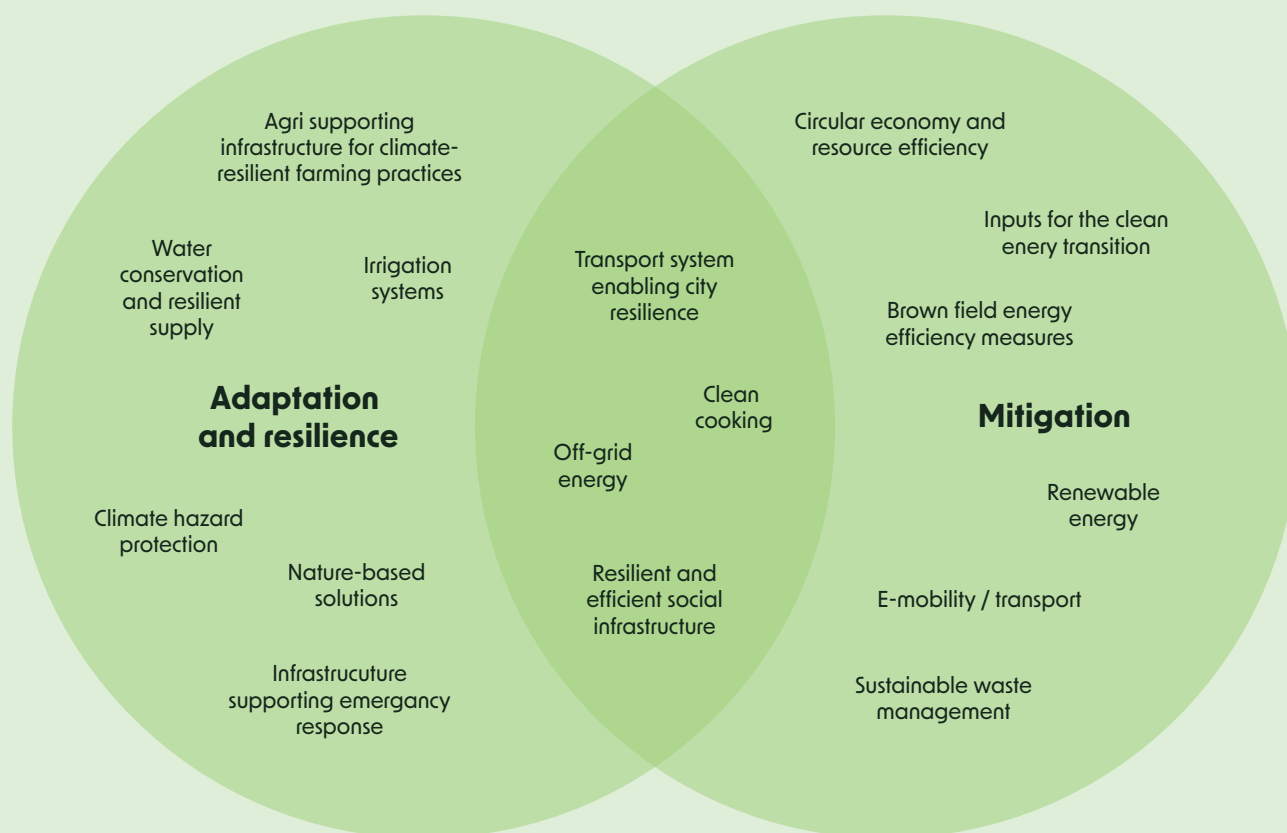 Agri supporting
infrastructure for climate-
resilient farming practices
Water
conservation
and resilient
supply
Irrigation
systems
Adaptation
and resilience
Climate hazard
protection
Nature-based
solutions
Infrastrucuture
supporting emergancy
response
Transport system
enabling city
resilience
Clean
cooking
Off-grid
energy
Resilient and
efficient social
infrastructure
Circular economy and
resource efficiency
Inputs for the clean
enery transition
Brown field energy
efficiency measures
Mitigation
Renewable
energy
E-mobility / transport
Sustainable waste
management